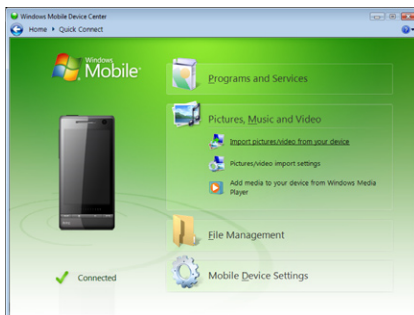 Windows Mobile Device Center
Home ▸ Quick Connect
Windows
Mobile
Programs and Services
Pictures, Music and Video
Import pictures/video from your device
Pictures/video import settings
Add media to your device from Windows Media
Player
File Management
Mobile Device Settings
Connected